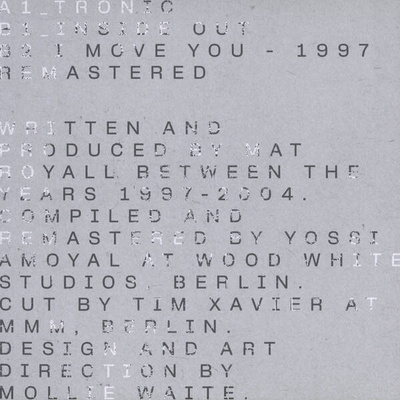 A1_TRONIC
B1_INSIDE OUT
B2 I MOVE YOU - 1997
REMASTERED
WRITTEN AND
PRODUCED BY MAT
ROYALL BETWEEN THE
YEARS 1997-2004.
COMPILED AND
REMASTERED BY YOSSI
AMOYAL AT WOOD WHITE
STUDIOS, BERLIN.
CUT BY TIM XAVIER AT
MMM, BERLIN.
DESIGN AND ART
DIRECTION BY
MOLLIE WAITE.